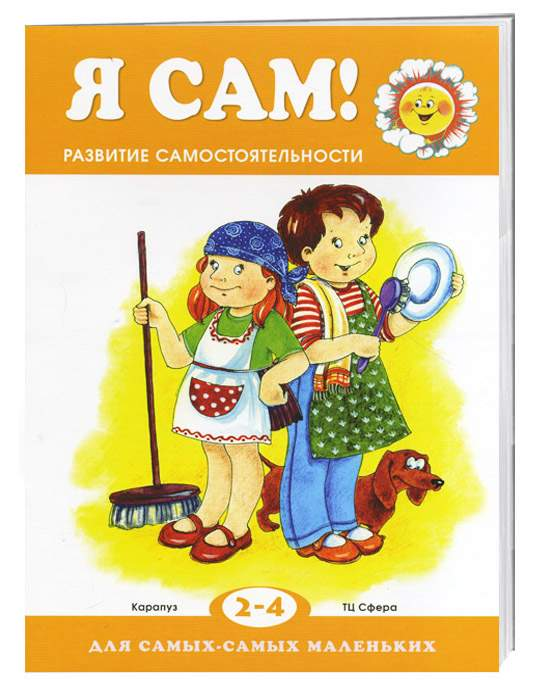 Я САМ!
РАЗВИТИЕ САМОСТОЯТЕЛЬНОСТИ
Карапуз
2-4
ТЦ Сфера
ДЛЯ САМЫХ-САМЫХ МАЛЕНЬКИХ